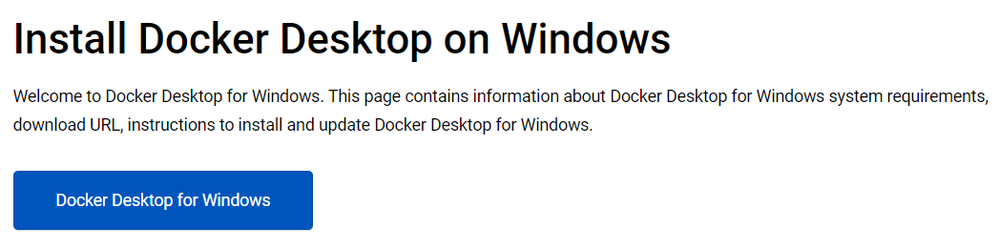 Install Docker Desktop on Windows
Welcome to Docker Desktop for Windows. This page contains information about Docker Desktop for Windows system requirements,
download URL, instructions to install and update Docker Desktop for Windows.
Docker Desktop for Windows